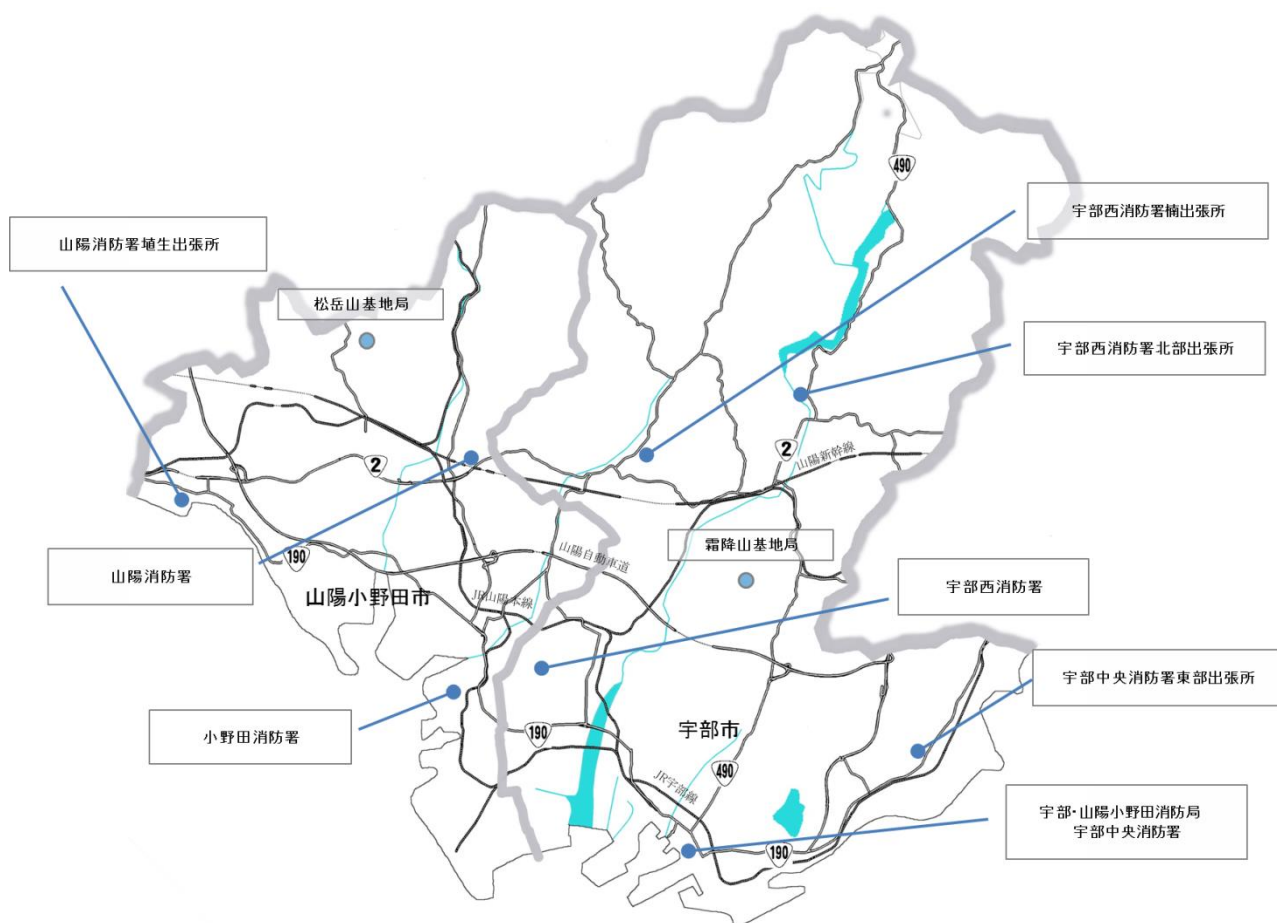 490
宇部西消防署楠出張所
山陽消防署埴生出張所
松岳山基地局
宇部西消防署北部出張所
2
山陽新幹線
2
霜降山基地局
190
山陽自動車道
山陽消防署
宇部西消防署
山陽小野田市
JR山陽本線
宇部中央消防署東部出張所
小野田消防署
190
宇部市
490
JR宇部線
宇部・山陽小野田消防局
宇部中央消防署
190